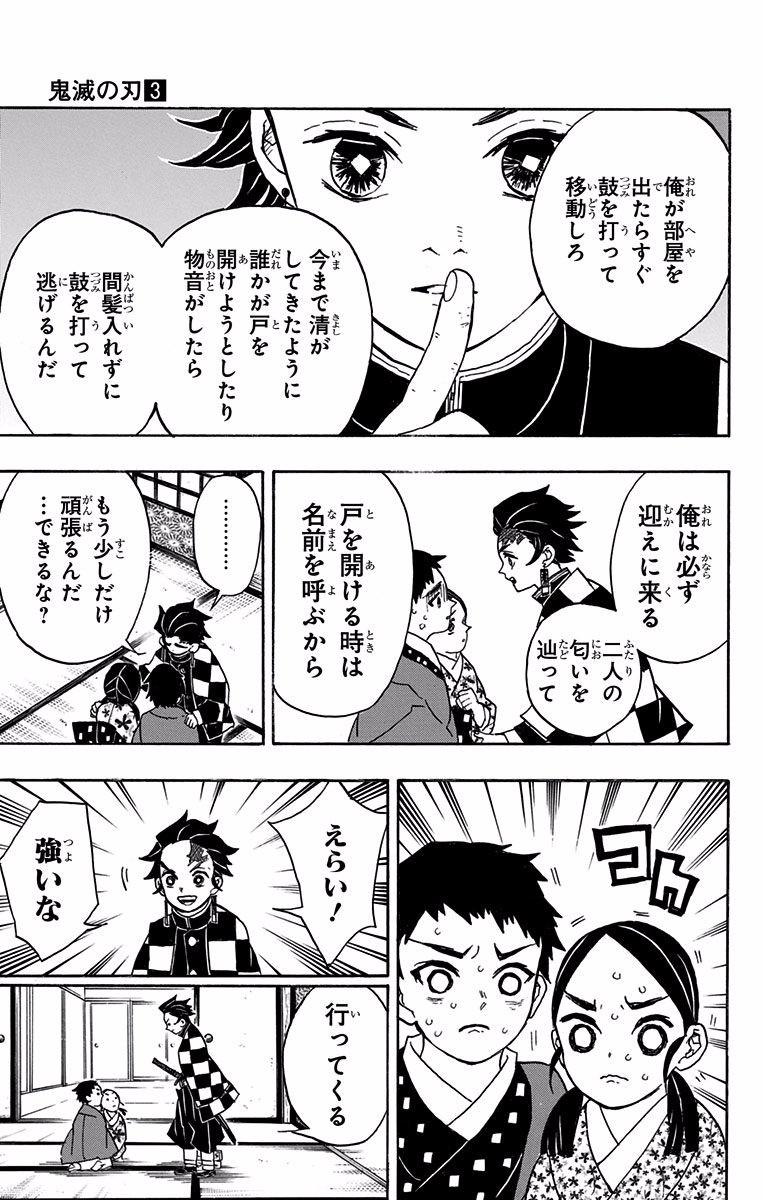 鬼滅の刃3
俺が部屋を
出たらすぐ
鼓を打って
移動しろ
今まで清が
してきたように
誰かが戸を
開けようとしたり
物音がしたら
間髪入れずに
鼓を打って
逃げるんだ
俺は必ず
迎えに来る
二人の
匂いを
辿って
戸を開ける時は
名前を呼ぶから
………
もう少しだけ
頑張るんだ
…できるな?
コクン
えらい!
強いな
行ってくる